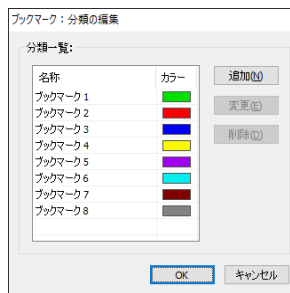 ブックマーク：分類の編集
分類一覧:
名称 カラー
ブックマーク 1
ブックマーク 2
ブックマーク 3
ブックマーク 4
ブックマーク 5
ブックマーク 6
ブックマーク 7
ブックマーク 8
追加(N)
変更(E)
削除(D)
OK キャンセル